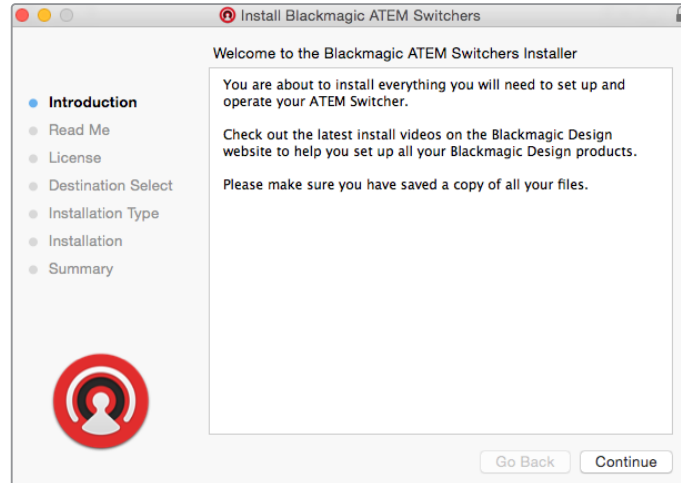 Install Blackmagic ATEM Switchers
Welcome to the Blackmagic ATEM Switchers Installer
Introduction
Read Me
License
Destination Select
Installation Type
Installation
Summary
You are about to install everything you will need to set up and
operate your ATEM Switcher.
Check out the latest install videos on the Blackmagic Design
website to help you set up all your Blackmagic Design products.
Please make sure you have saved a copy of all your files.
Go Back
Continue